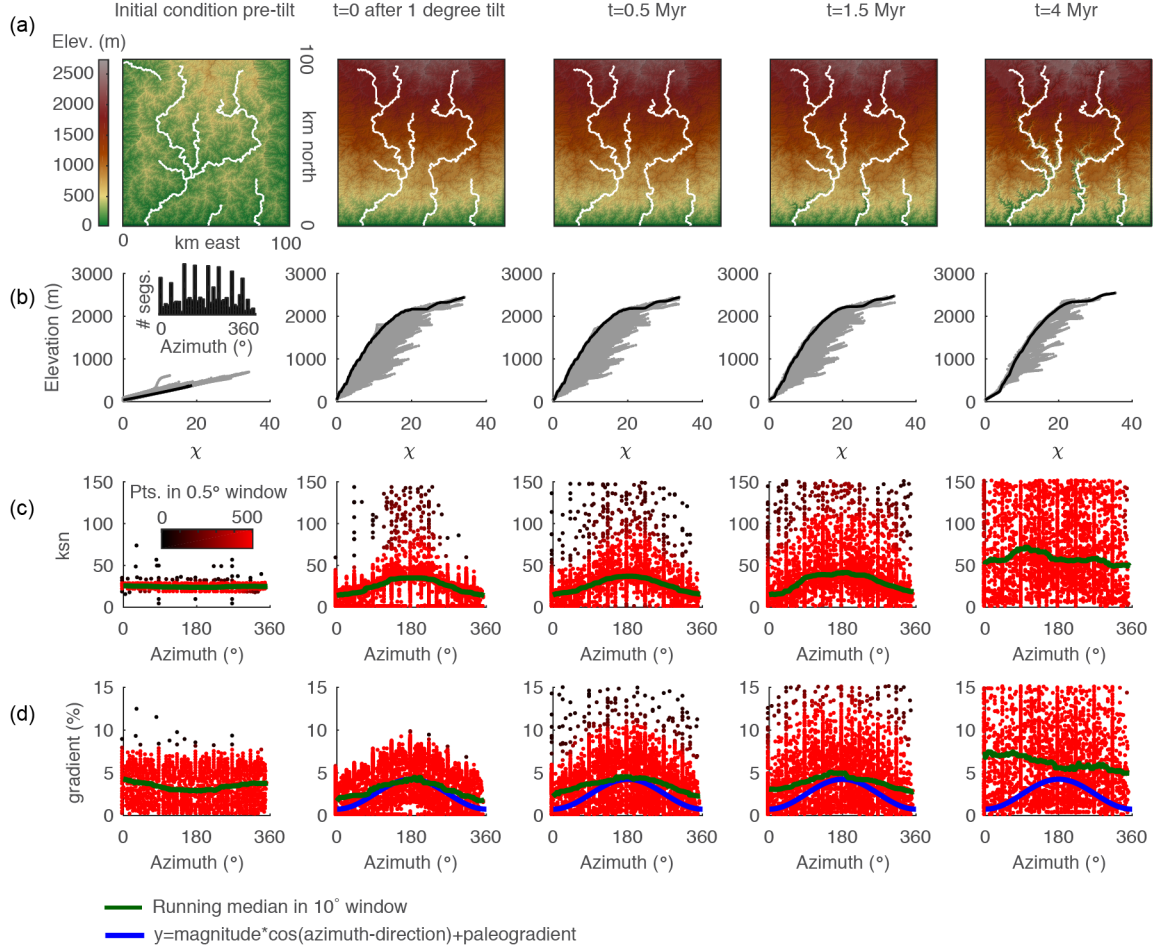 Initial condition pre-tilt
t=0 after 1 degree tilt
t=0.5 Myr
t=1.5 Myr
t=4 Myr
(a)
Elev. (m)
2500
2000
1500
1000
500
0
0
km east
100
100
km north
0
(b)
Elevation (m)
3000
2000
1000
0
# segs.
0 360
Azimuth (°)
0 20 40
χ
3000
2000
1000
0
0 20 40
χ
3000
2000
1000
0
0 20 40
χ
3000
2000
1000
0
0 20 40
χ
3000
2000
1000
0
0 20 40
χ
(c)
ksn
150
100
50
0
Pts. in 0.5° window
0 500
0 180 360
Azimuth (°)
150
100
50
0
0 180 360
Azimuth (°)
150
100
50
0
0 180 360
Azimuth (°)
150
100
50
0
0 180 360
Azimuth (°)
150
100
50
0
0 180 360
Azimuth (°)
(d)
gradient (%)
15
10
5
0
0 180 360
Azimuth (°)
15
10
5
0
0 180 360
Azimuth (°)
15
10
5
0
0 180 360
Azimuth (°)
15
10
5
0
0 180 360
Azimuth (°)
15
10
5
0
0 180 360
Azimuth (°)
Running median in 10° window
y=magnitude*cos(azimuth-direction)+paleogradient